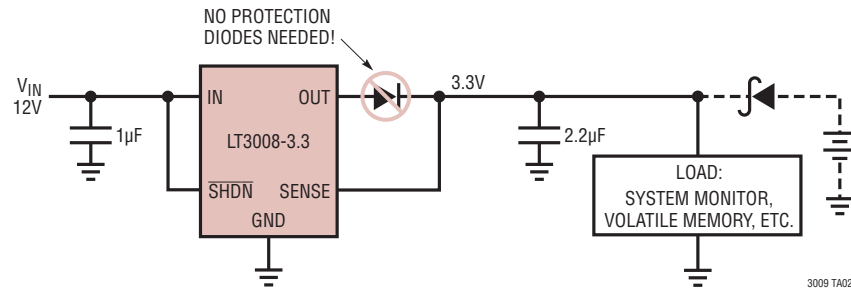 NO PROTECTION
DIODES NEEDED!
VIN
12V
IN
OUT
3.3V
1µF
LT3008-3.3
2.2µF
SHDN
SENSE
GND
LOAD:
SYSTEM MONITOR,
VOLATILE MEMORY, ETC.
3009 TA02